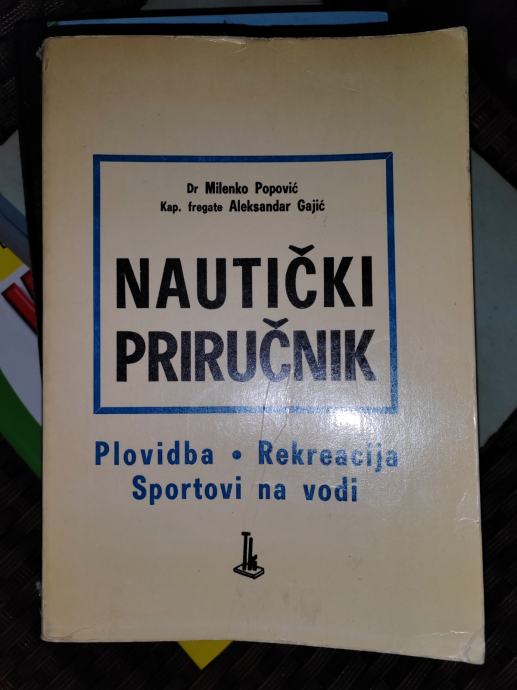 Dr Milenko Popović
Kap. fregate Aleksandar Gajić
NAUTIČKI
PRIRUČNIK
Plovidba • Rekreacija
Sportovi na vodi